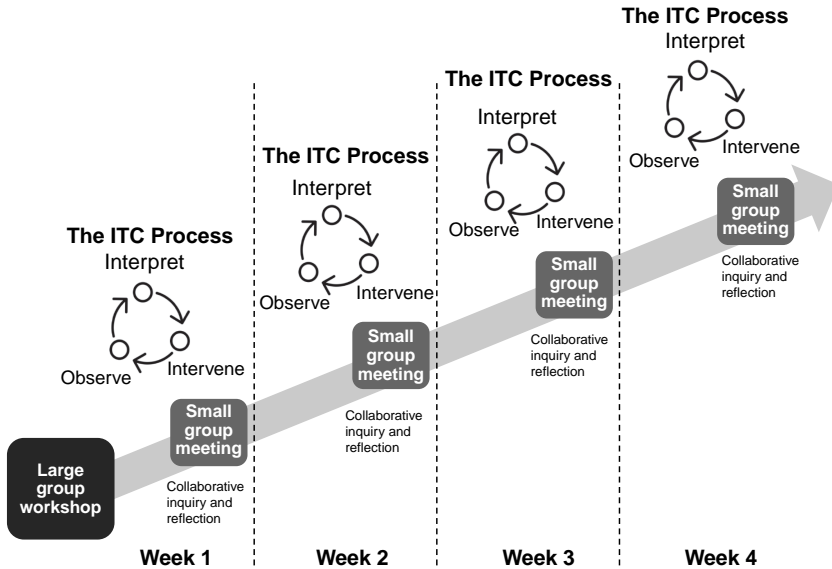 The ITC Process
Interpret
Observe
Intervene
Small
group
meeting
Collaborative
inquiry and
reflection
Large
group
workshop
Week 1
The ITC Process
Interpret
Observe
Intervene
Small
group
meeting
Collaborative
inquiry and
reflection
Week 2
The ITC Process
Interpret
Observe
Intervene
Small
group
meeting
Collaborative
inquiry and
reflection
Week 3
The ITC Process
Interpret
Observe
Intervene
Small
group
meeting
Collaborative
inquiry and
reflection
Week 4